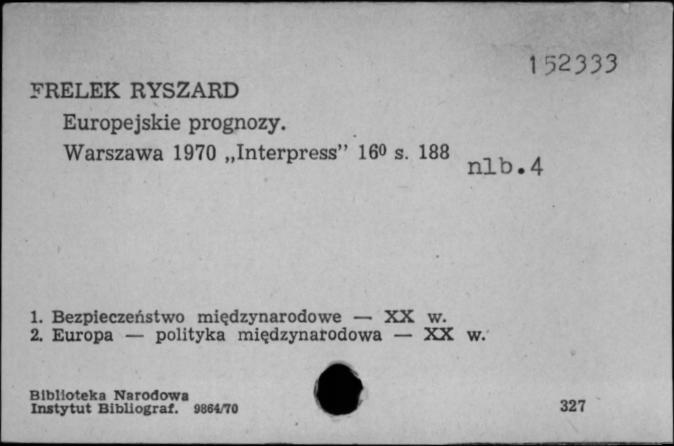 152333
FRELEK RYSZARD
Europejskie prognozy.
Warszawa 1970 „Interpress” 16⁰ s. 188 nlb.4
1. Bezpieczeństwo międzynarodowe — XX w.
2. Europa — polityka międzynarodowa — XX w.
Biblioteka Narodowa
Instytut Bibliograf. 9864/70 327